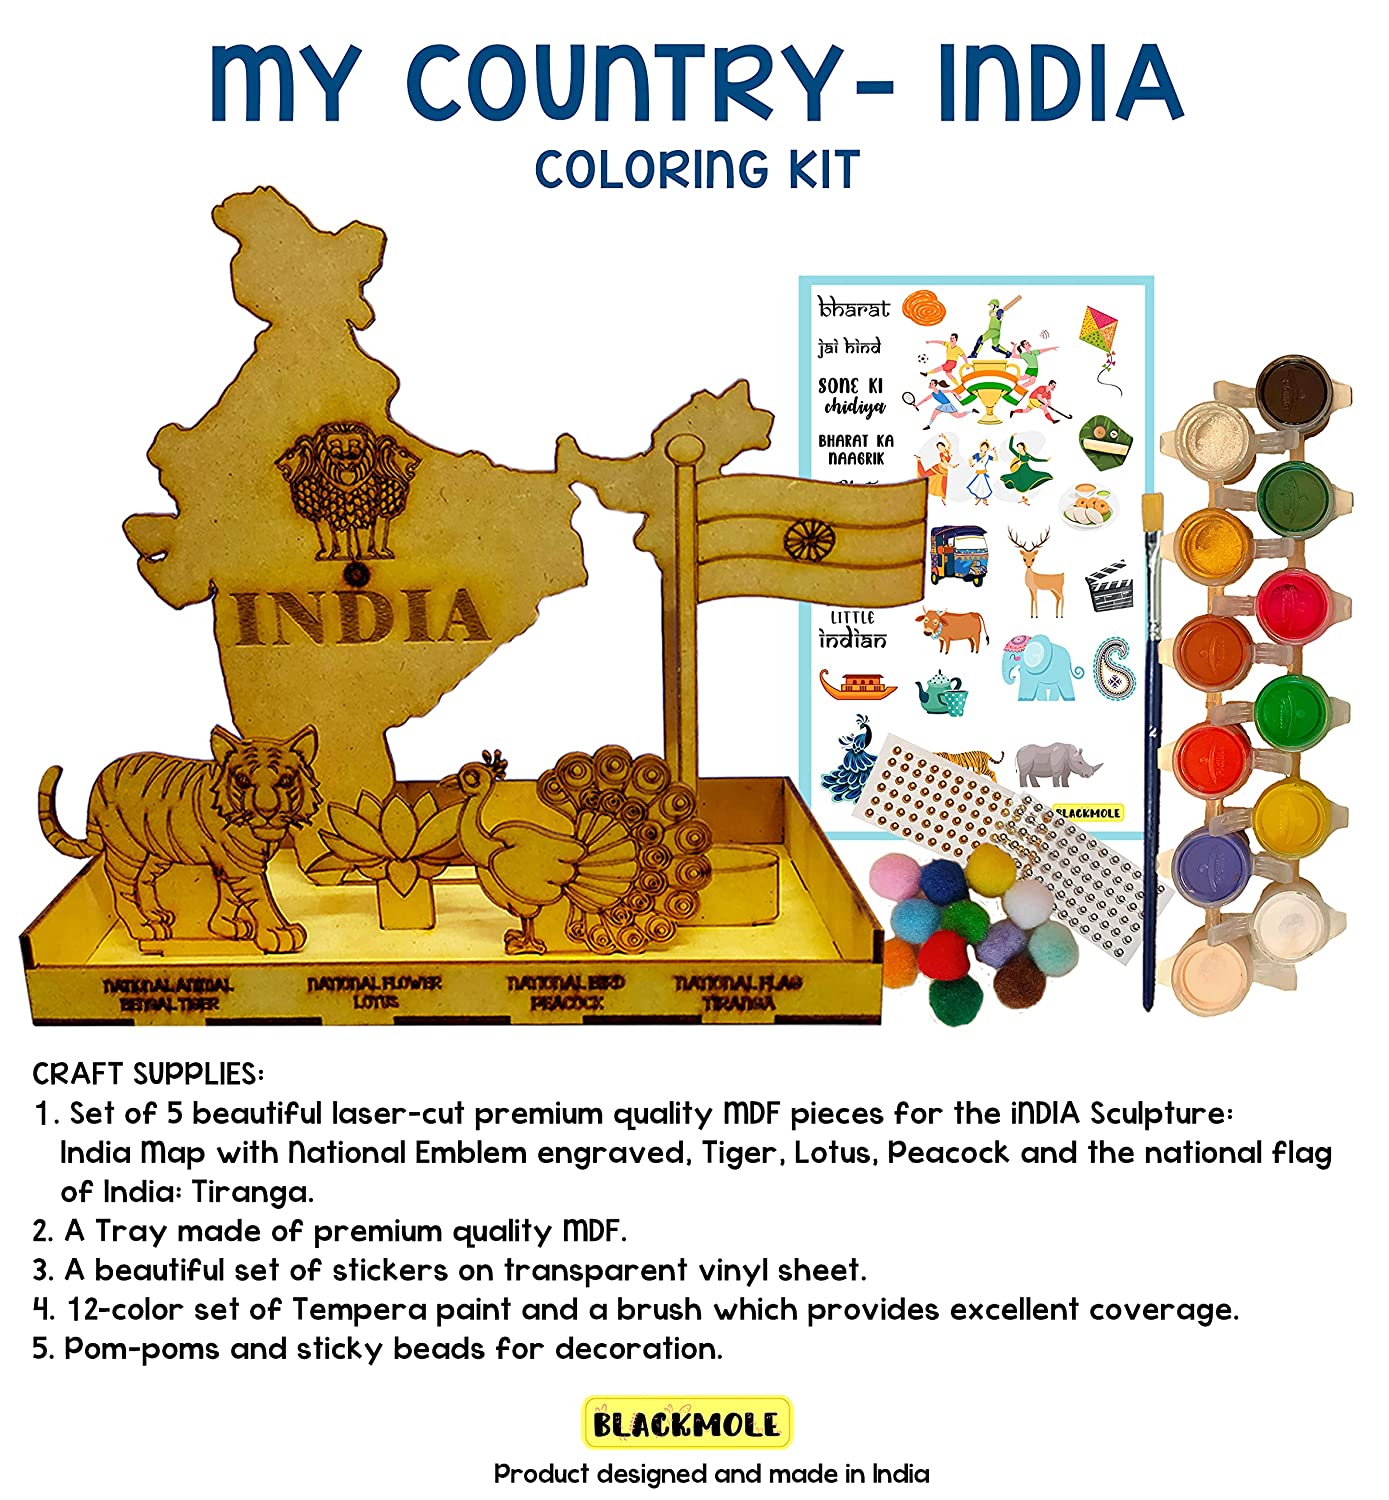 MY COUNTRY- INDIA
COLORING KIT
bharat
jai hind
SONE KI
chidiya
BHARAT KA
NAAGRIK
LITTLE
indian
BLACKMOLE
INDIA
NATIONAL ANIMAL
BENGAL TIGER
NATIONAL FLOWER
LOTUS
NATIONAL BIRD
PEACOCK
NATIONAL FLAG
TIRANGA
CRAFT SUPPLIES:
1. Set of 5 beautiful laser-cut premium quality MDF pieces for the iNDIA Sculpture:
India Map with National Emblem engraved, Tiger, Lotus, Peacock and the national flag
of India: Tiranga.
2. A Tray made of premium quality MDF.
3. A beautiful set of stickers on transparent vinyl sheet.
4. 12-color set of Tempera paint and a brush which provides excellent coverage.
5. Pom-poms and sticky beads for decoration.
BLACKMOLE
Product designed and made in India